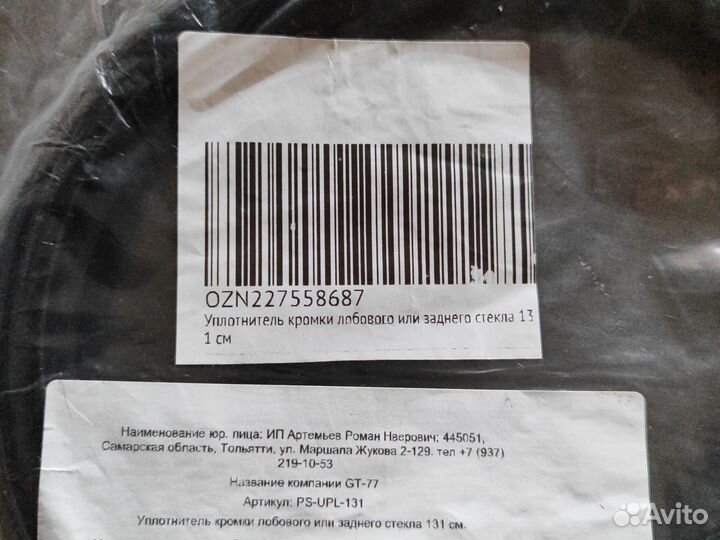 OZN227558687
Уплотнитель кромки лобового или заднего стекла 13
1 см
Наименование юр. лица: ИП Артемьев Роман Нверович; 445051,
Самарская область, Тольятти, ул. Маршала Жукова 2-129. тел +7 (937)
219-10-53
Название компании GT-77
Артикул: PS-UPL-131
Уплотнитель кромки лобового или заднего стекла 131 см.
Avito